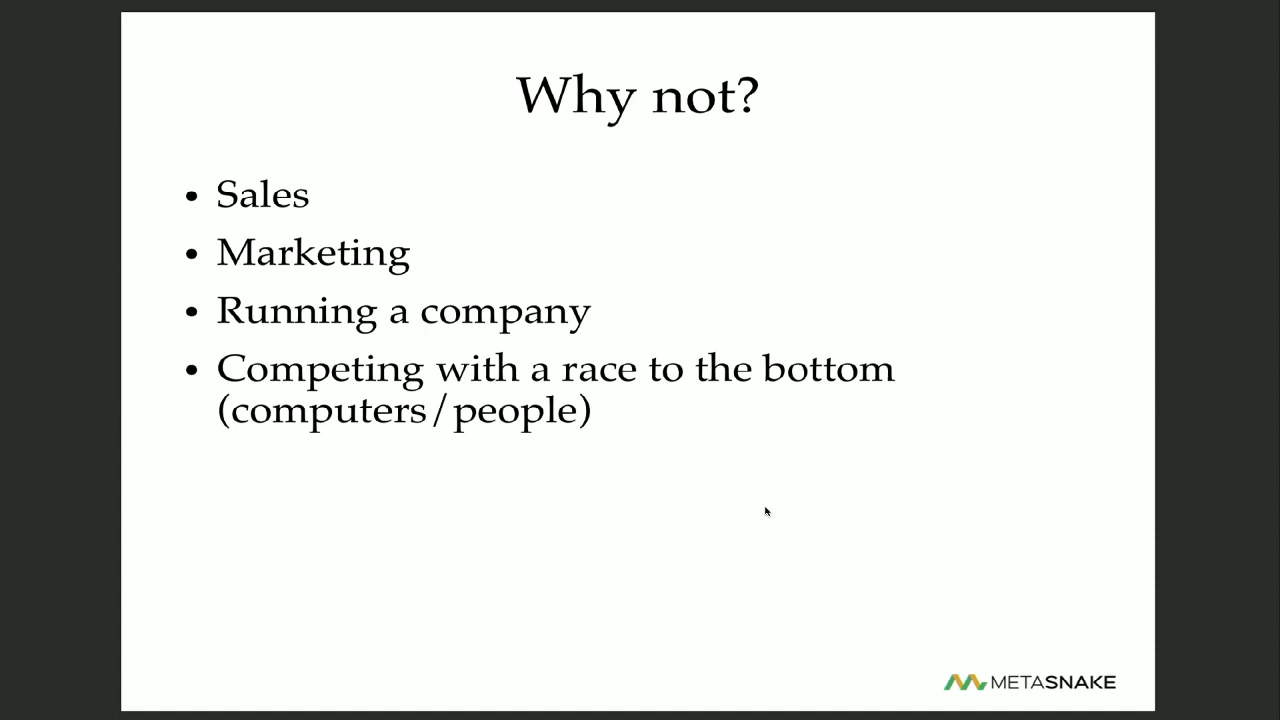 Why not?
• Sales
• Marketing
• Running a company
• Competing with a race to the bottom
(computers/people)
METASNAKE